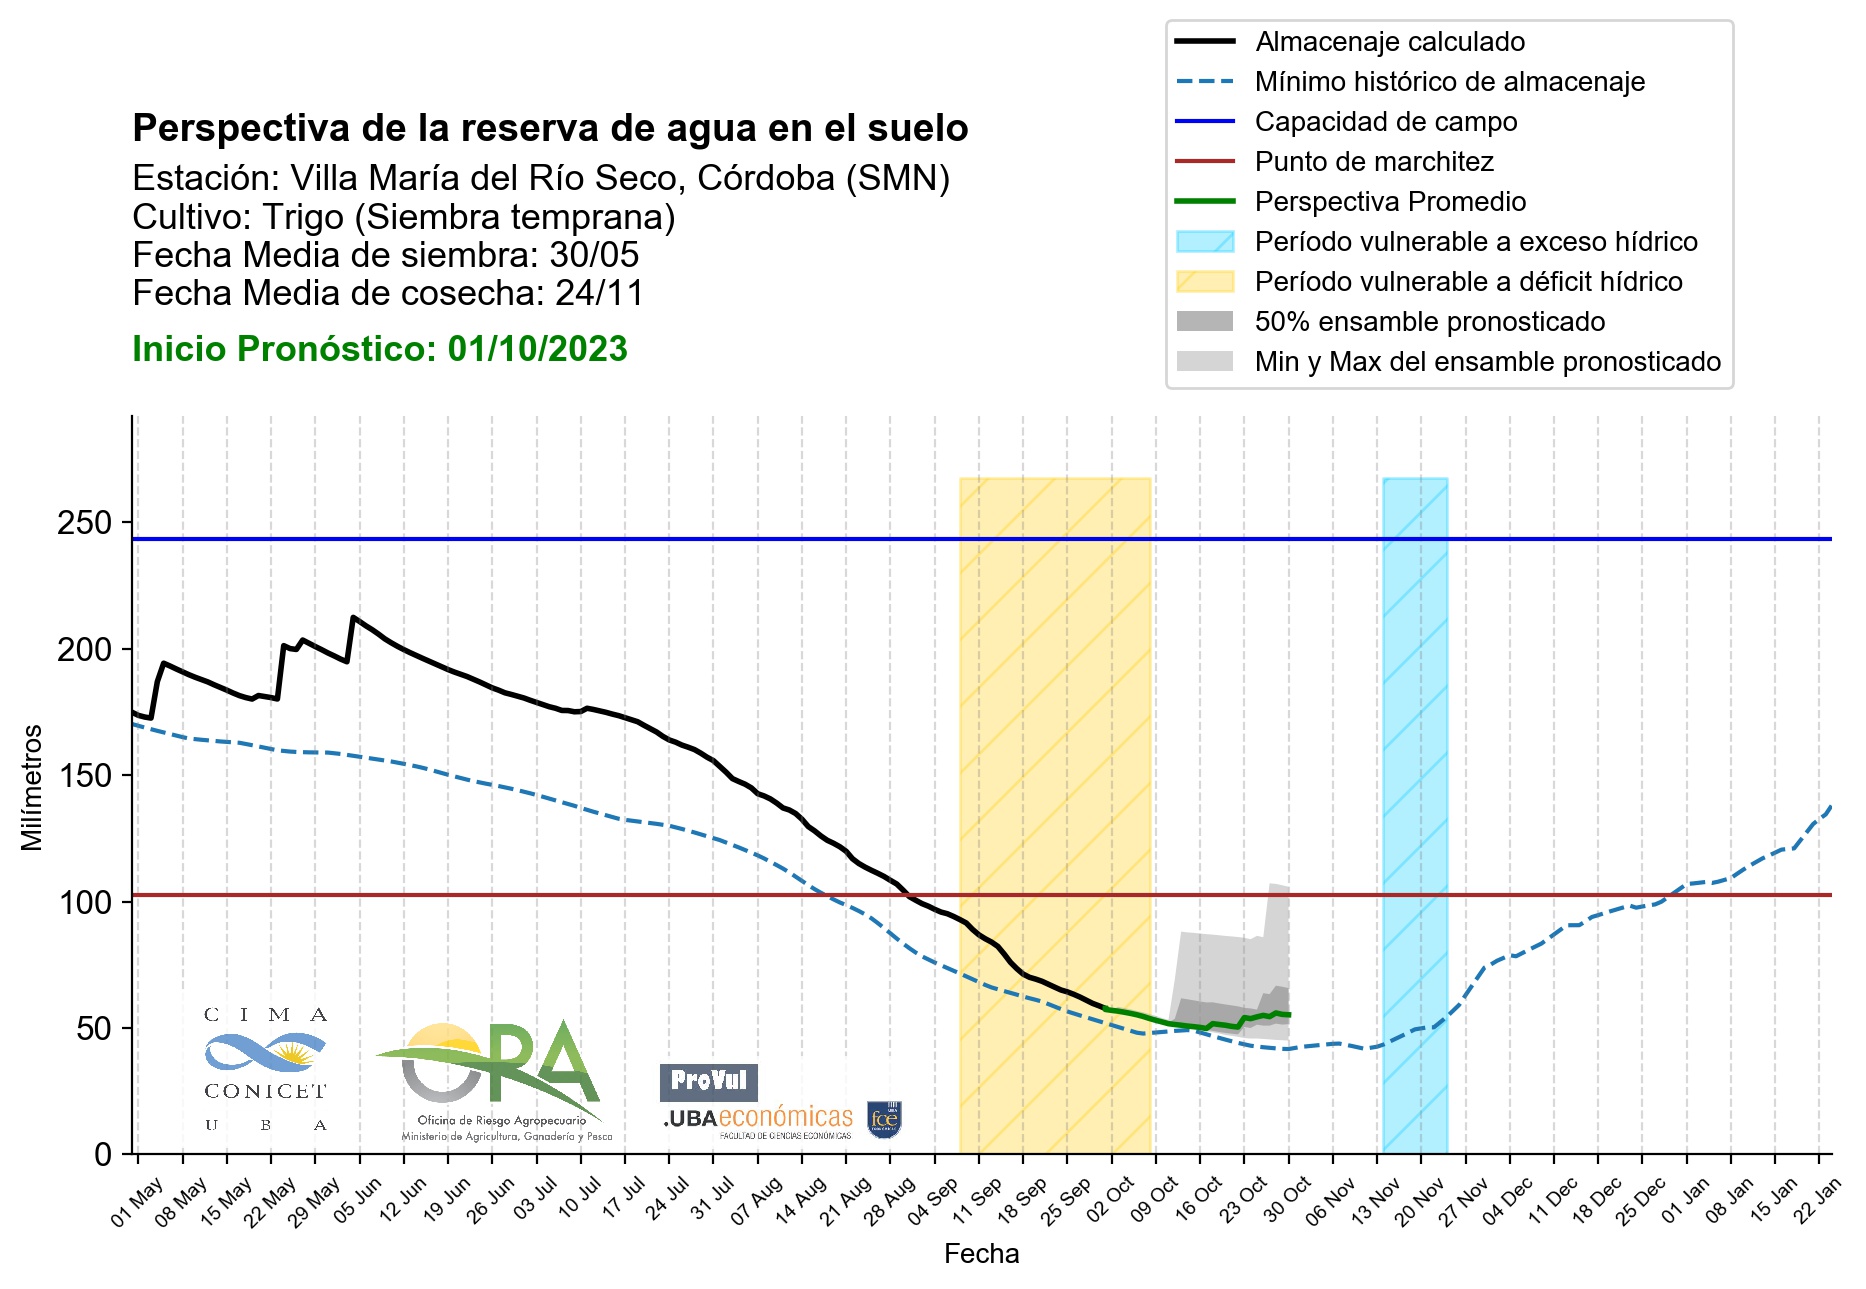 Almacenaje calculado
Mínimo histórico de almacenaje
Capacidad de campo
Punto de marchitez
Perspectiva Promedio
Período vulnerable a exceso hídrico
Período vulnerable a déficit hídrico
50% ensamble pronosticado
Min y Max del ensamble pronosticado
Perspectiva de la reserva de agua en el suelo
Estación: Villa María del Río Seco, Córdoba (SMN)
Cultivo: Trigo (Siembra temprana)
Fecha Media de siembra: 30/05
Fecha Media de cosecha: 24/11
Inicio Pronóstico: 01/10/2023
Milímetros
250
200
150
100
50
0
CIMA
CONICET
UBA
OPA
Oficina de Riesgo Agropecuario
Ministerio de Agricultura, Ganadería y Pesca
ProVul
.UBAeconómicas
FACULTAD DE CIENCIAS ECONÓMICAS
fce
01 May
08 May
15 May
22 May
29 May
05 Jun
12 Jun
19 Jun
26 Jun
03 Jul
10 Jul
17 Jul
24 Jul
31 Jul
07 Aug
14 Aug
21 Aug
28 Aug
04 Sep
11 Sep
18 Sep
25 Sep
02 Oct
09 Oct
16 Oct
23 Oct
30 Oct
06 Nov
13 Nov
20 Nov
27 Nov
04 Dec
11 Dec
18 Dec
25 Dec
01 Jan
08 Jan
15 Jan
22 Jan
Fecha